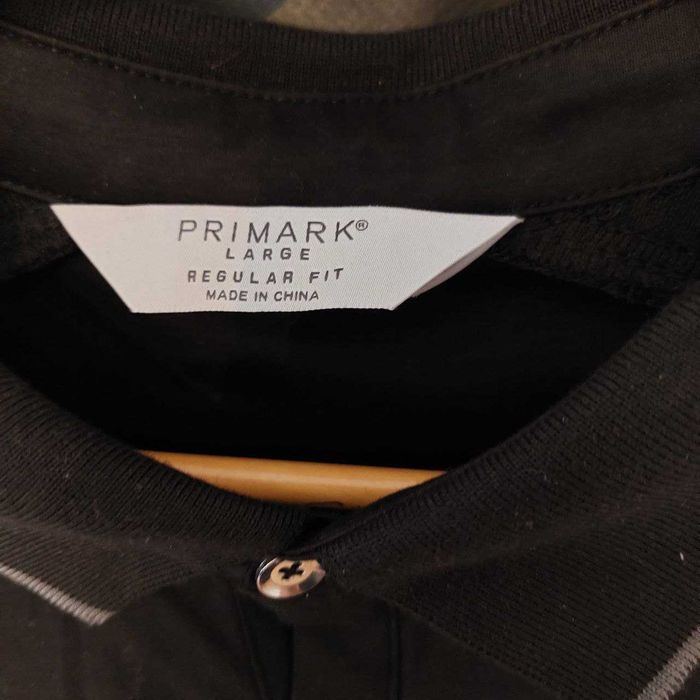 PRIMARK®
LARGE
REGULAR FIT
MADE IN CHINA